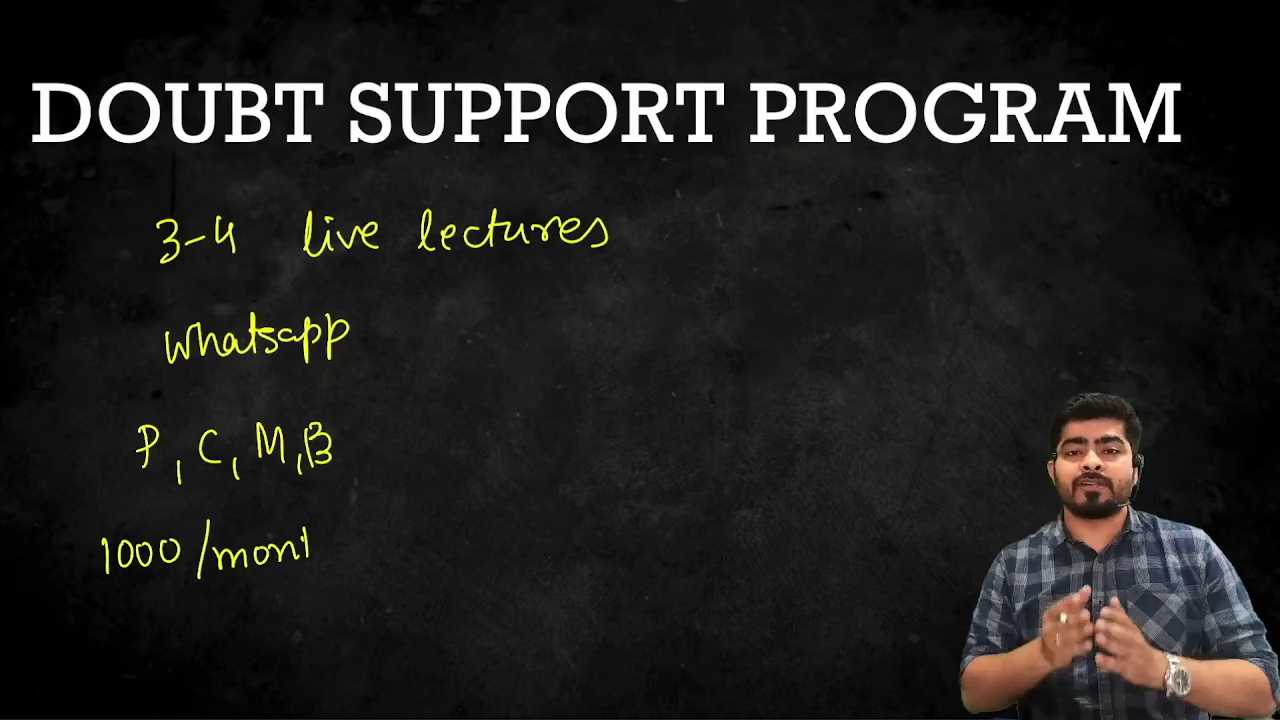 DOUBT SUPPORT PROGRAM
3-4 live lectures
whatsapp
P, C, M, B
1000/mont